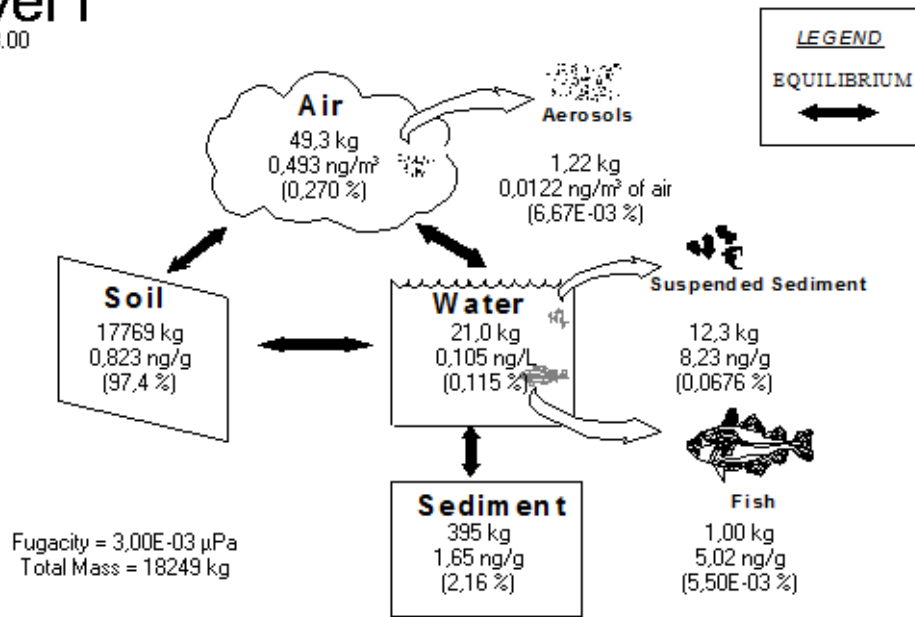 Air
49,3 kg
0,493 ng/m³
(0,270 %)
Aerosols
1,22 kg
0,0122 ng/m³ of air
(6,67E-03 %)
LEGEND
EQUILIBRIUM
Soil
17769 kg
0,823 ng/g
(97,4 %)
Water
21,0 kg
0,105 ng/L
(0,115 %)
Suspended Sediment
12,3 kg
8,23 ng/g
(0,0676 %)
Sediment
395 kg
1,65 ng/g
(2,16 %)
Fish
1,00 kg
5,02 ng/g
(5,50E-03 %)
Fugacity = 3,00E-03 µPa
Total Mass = 18249 kg